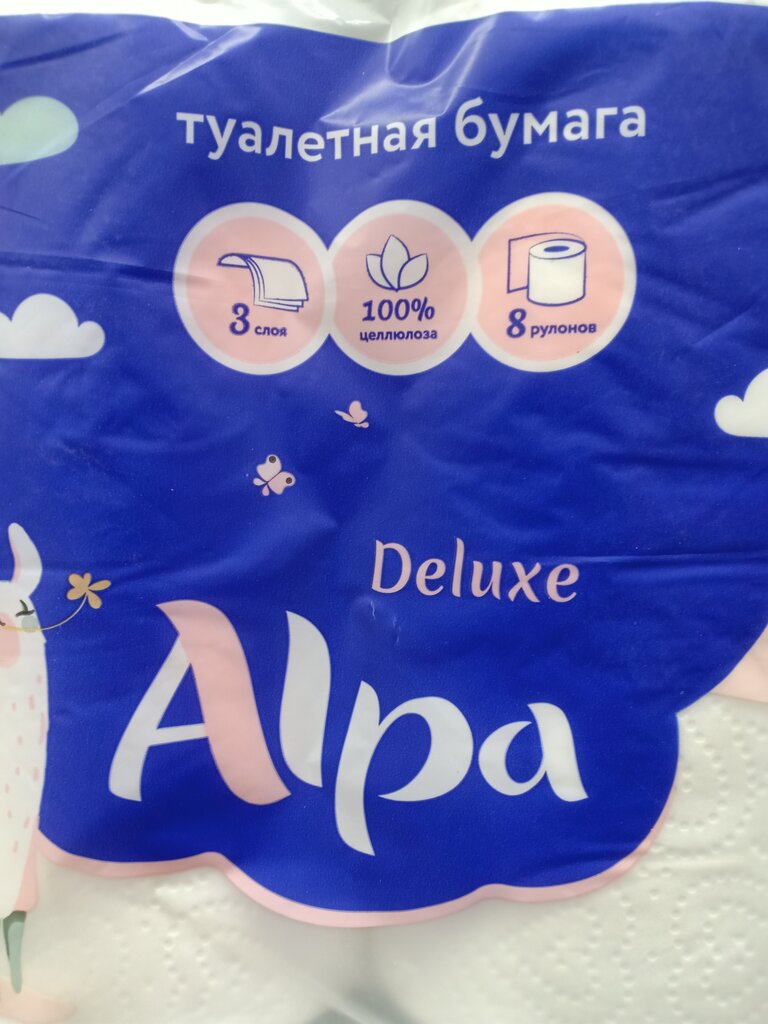 туалетная бумага
3 слоя
100%
целлюлоза
8 рулонов
Deluxe
Alpa